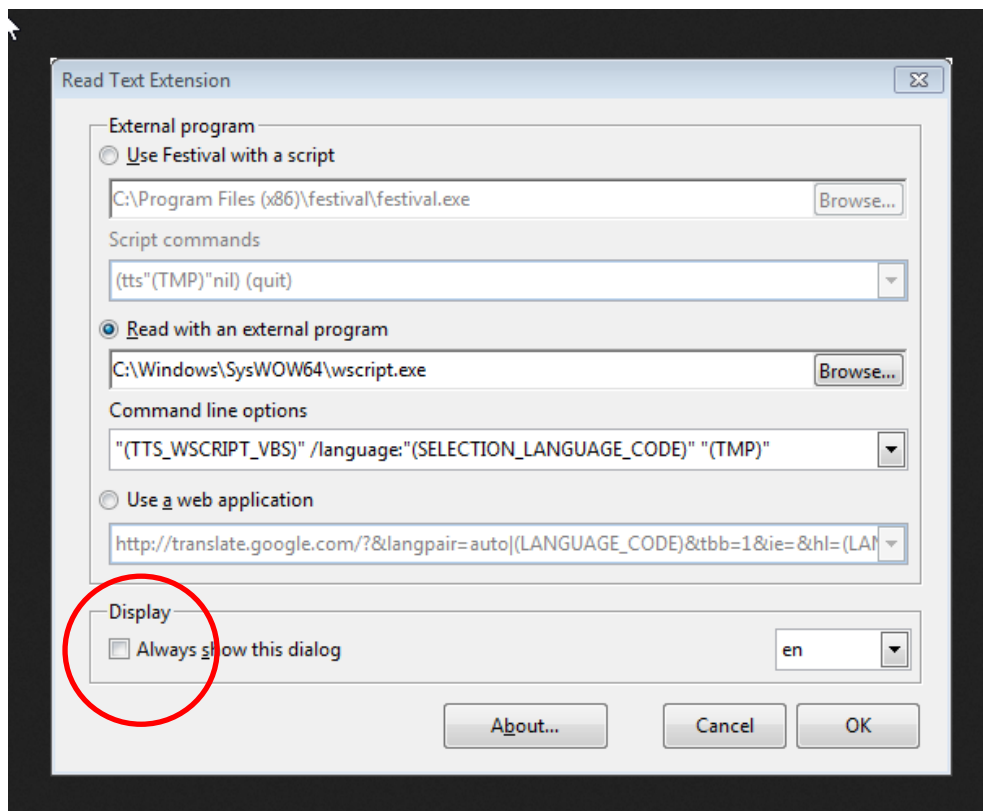 Read Text Extension
External program
Use Festival with a script
C:\Program Files (x86)\festival\festival.exe
Browse...
Script commands
(tts"(TMP)"nil) (quit)
Read with an external program
C:\Windows\SysWOW64\wscript.exe
Browse...
Command line options
"(TTS_WSCRIPT_VBS)" /language:"(SELECTION_LANGUAGE_CODE)" "(TMP)"
Use a web application
http://translate.google.com/?&langpair=auto|(LANGUAGE_CODE)&tbb=1&ie=&hl=(LAN
Display
Always show this dialog
en
About...
Cancel
OK